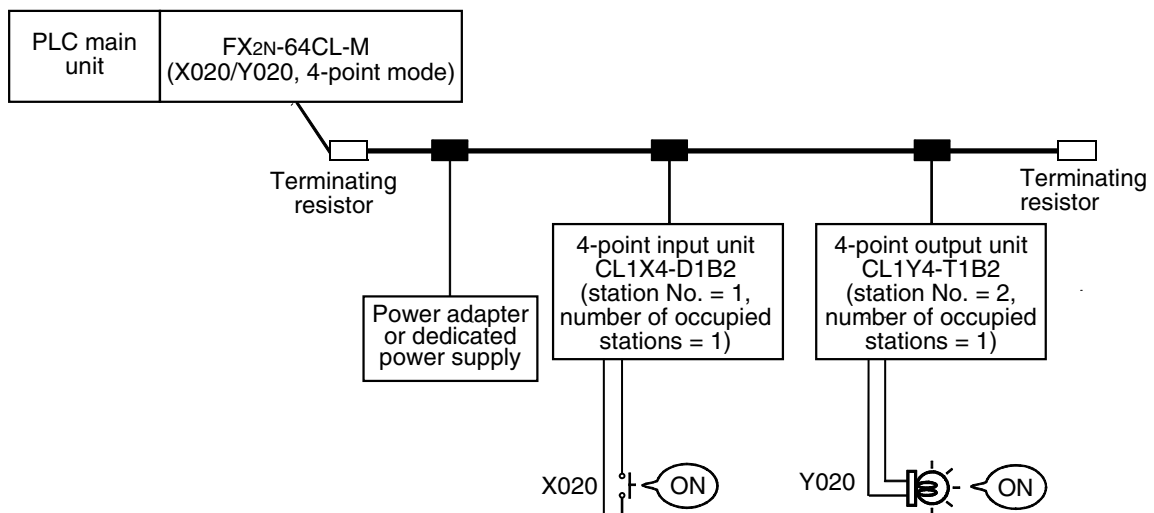 PLC main
unit
FX2N-64CL-M
(X020/Y020, 4-point mode)
Terminating
resistor
Terminating
resistor
Power adapter
or dedicated
power supply
4-point input unit
CL1X4-D1B2
(station No. = 1,
number of occupied
stations = 1)
4-point output unit
CL1Y4-T1B2
(station No. = 2,
number of occupied
stations = 1)
X020
ON
Y020
ON